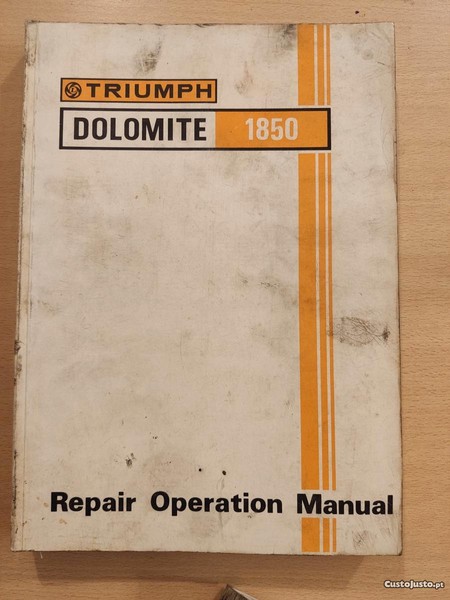 TRIUMPH
DOLOMITE 1850
Repair Operation Manual
CustoJusto.pt